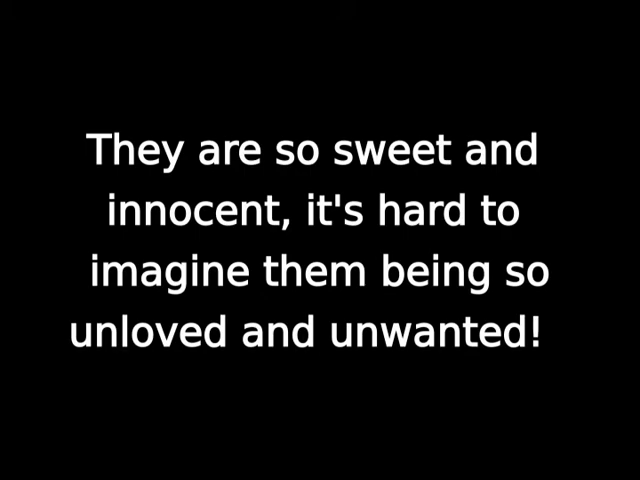 They are so sweet and
innocent, it's hard to
imagine them being so
unloved and unwanted!